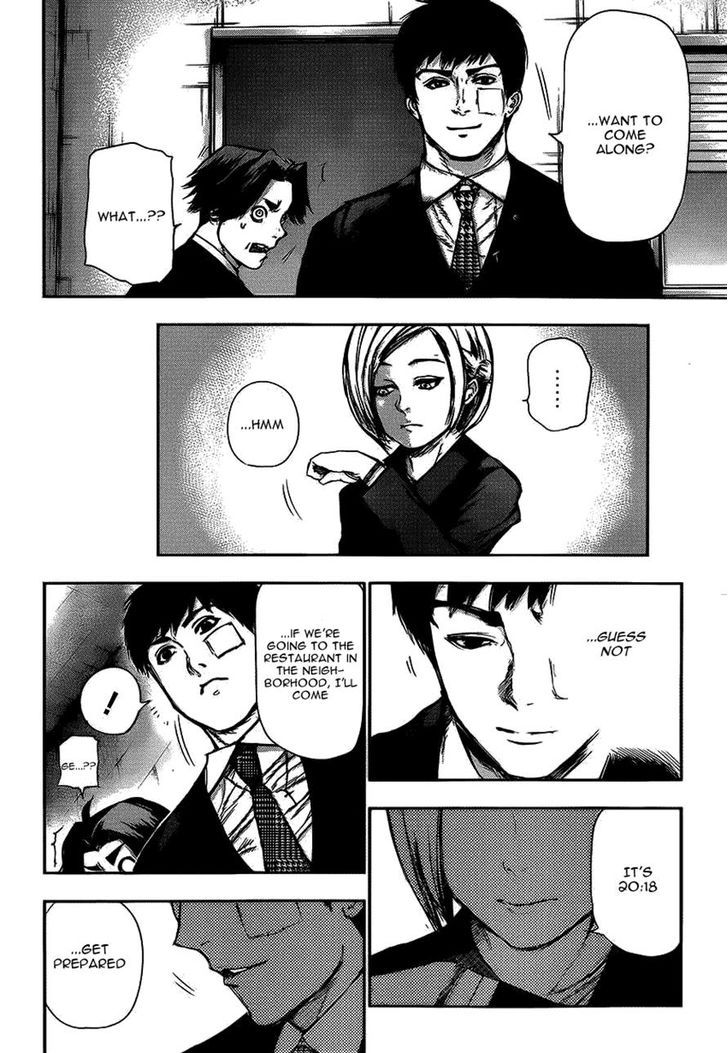 ...WANT TO
COME
ALONG?
WHAT...??
......
...HMM
...GUESS
NOT
...IF WE'RE
GOING TO THE
RESTAURANT IN
THE NEIGH-
BORHOOD, I'LL
COME
!
SE...??
IT'S
20:18
...GET
PREPARED